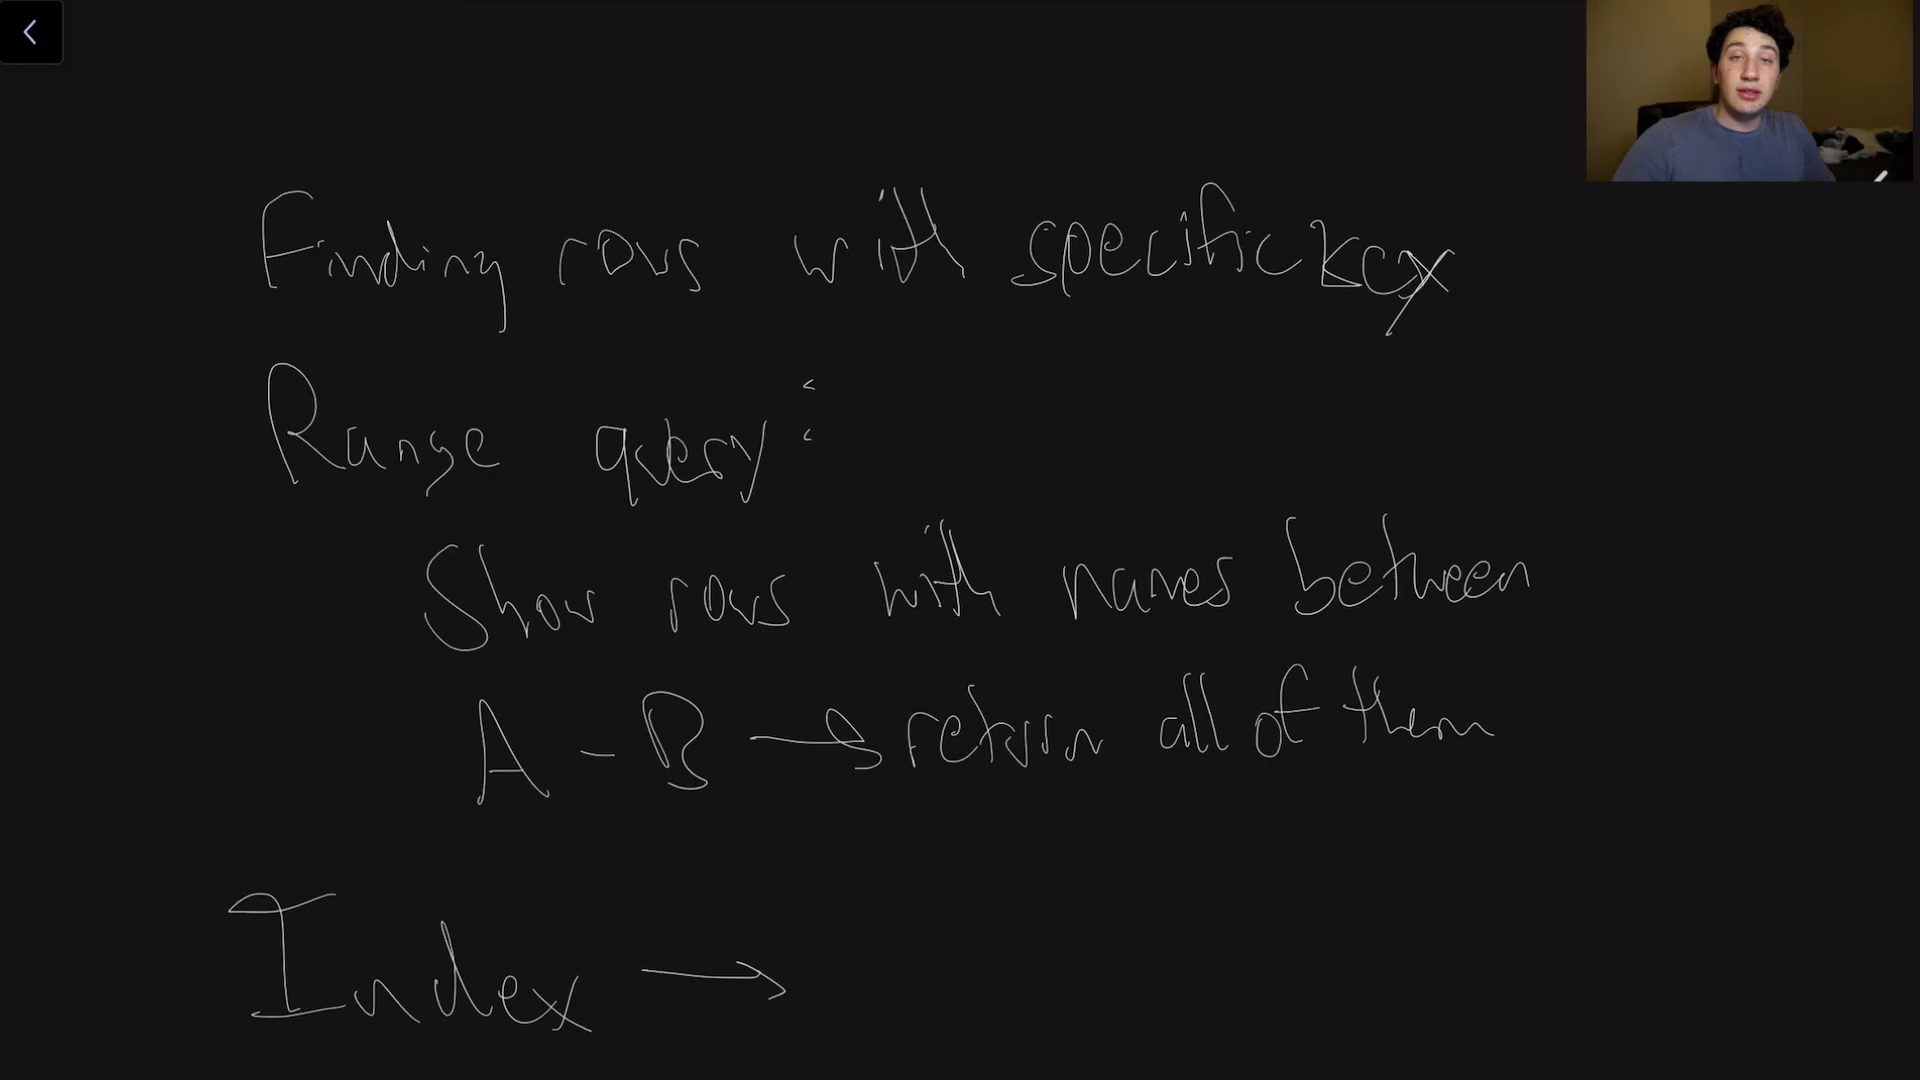 Finding rows with specific key
Range query:
Show rows with names between
A - B → return all of them
Index →